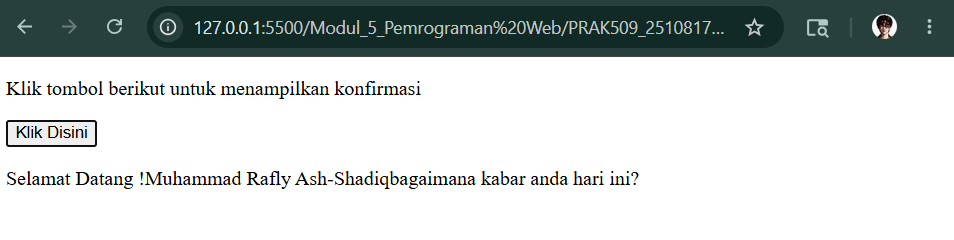 127.0.0.1:5500/Modul_5_Pemrograman%20Web/PRAK509_2510817...
Klik tombol berikut untuk menampilkan konfirmasi
Klik Disini
Selamat Datang !Muhammad Rafly Ash-Shadiqbagaimana kabar anda hari ini?